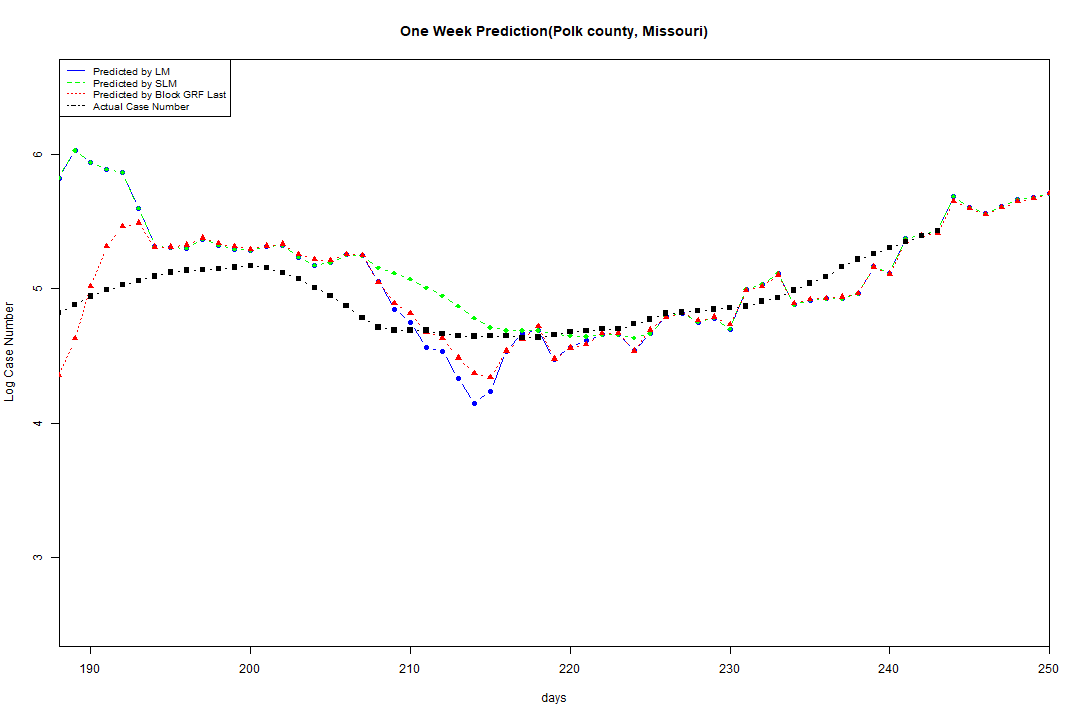 One Week Prediction(Polk county, Missouri)
Predicted by LM
Predicted by SLM
Predicted by Block GRF Last
Actual Case Number
6
5
4
3
Log Case Number
190 200 210 220 230 240 250
days